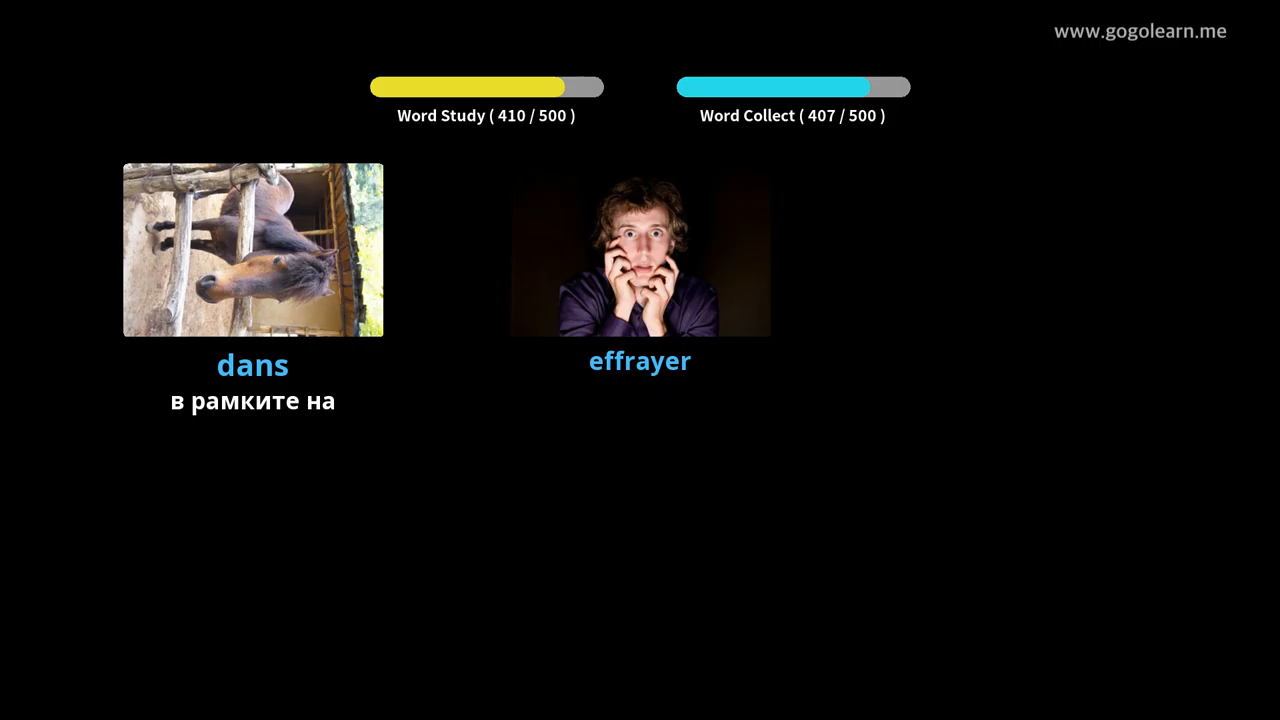 www.gogolearn.me
Word Study ( 410 / 500 )
Word Collect ( 407 / 500 )
dans
в рамките на
effrayer